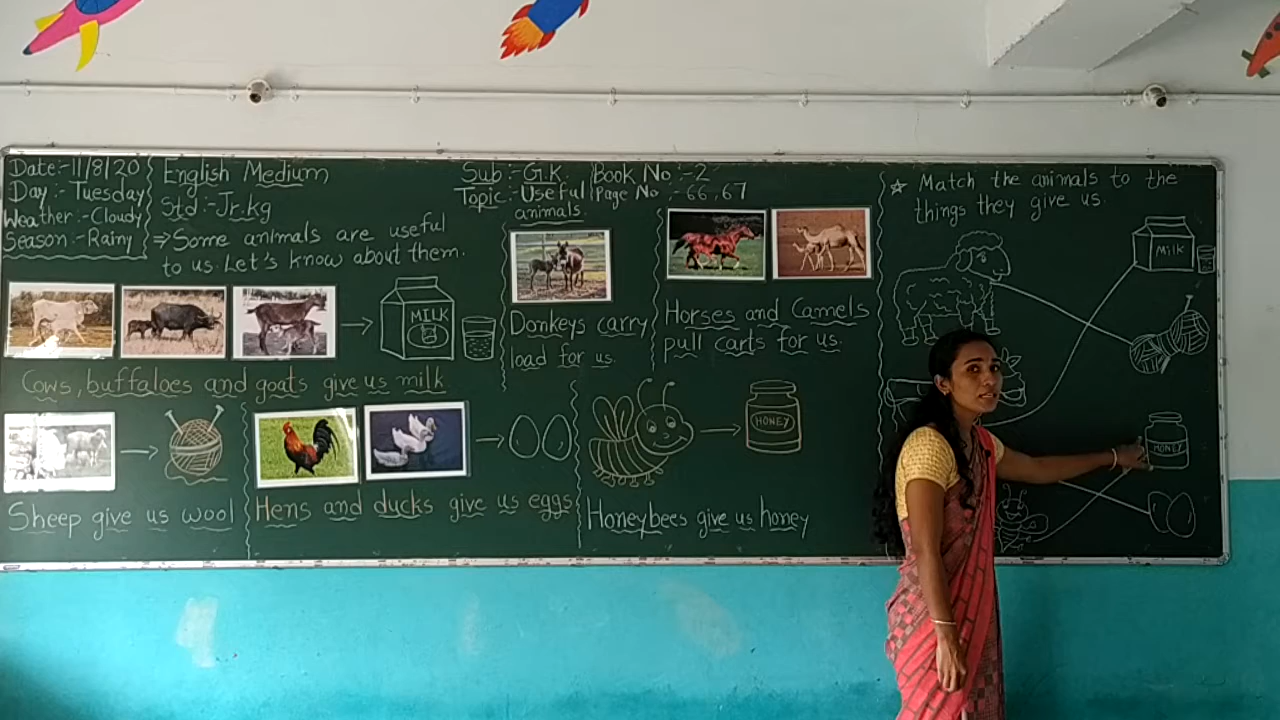 Date:-11/8/20
Day:-Tuesday
Weather:-Cloudy
Season:-Rainy
English Medium
Std:-Jr.kg
Sub:-G.K.
Topic:-Useful
animals.
Book No:-2
Page No:-66,67
⇒Some animals are useful
to us. Let's know about them.
MILK
Cows, buffaloes and goats give us milk
Donkeys carry
load for us.
Horses and Camels
pull carts for us.
Sheep give us wool
Hens and ducks give us eggs
HONEY
Honeybees give us honey
☆ Match the animals to the
things they give us.
MILK
HONEY